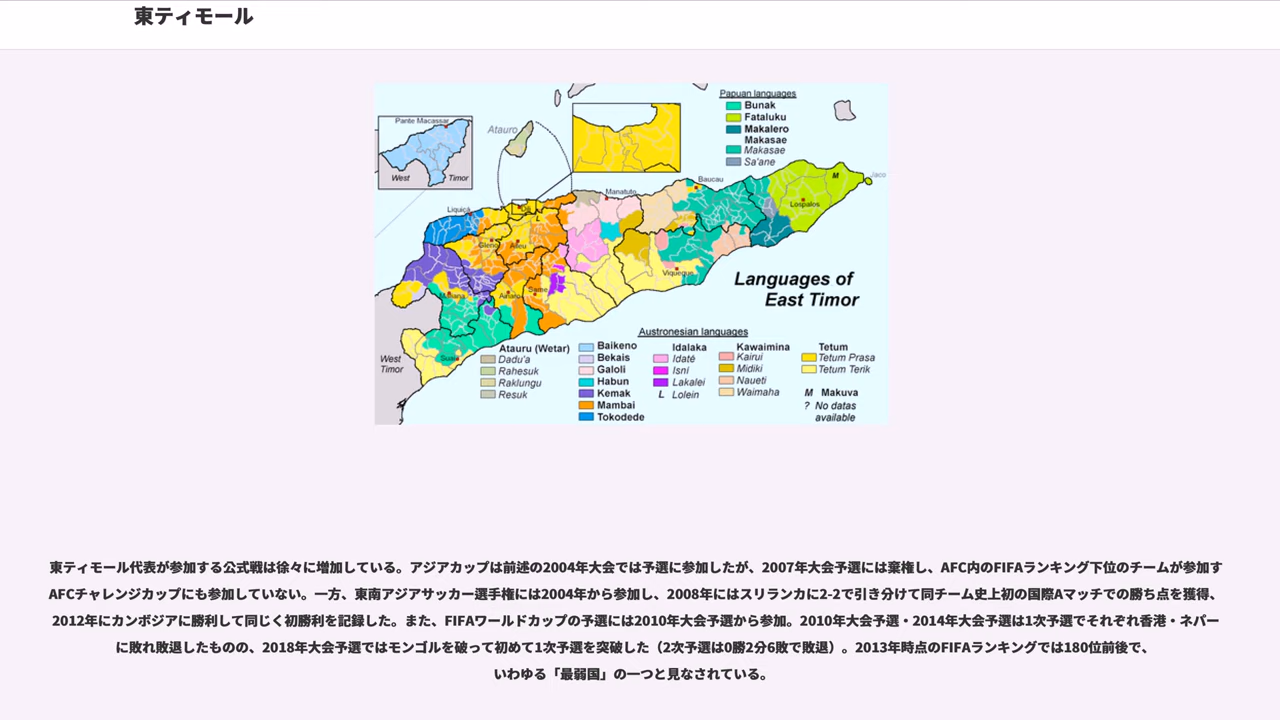 東ティモール
Papuan languages
Bunak
Fataluku
Makalero
Makasae
Makasae
Sa'ane
Pante Macassar
West Timor
Atauro
Baucau
Manatuto
Liquiçá
Dili
L
M
Jaco
Lospalos
Gleno
Aileu
Viqueque
Maliana
Ainaro
Same
Suai
West
Timor
Languages of
East Timor
Austronesian languages
Ataura (Wetar)
Dadu'a
Rahesuk
Raklungu
Resuk
Baikeno
Bekais
Galoli
Habun
Kemak
Mambai
Tokodede
Idalaka
Idaté
Isní
Lakalei
L Lolein
Kawaimina
Kairui
Midiki
Naueti
Waimaha
Tetum
Tetum Prasa
Tetum Terik
M Makuva
? No datas
available
東ティモール代表が参加する公式戦は徐々に増加している。アジアカップは前述の2004年大会では予選に参加したが、2007年大会予選には棄権し、AFC内のFIFAランキング下位のチームが参加す
AFCチャレンジカップにも参加していない。一方、東南アジアサッカー選手権には2004年から参加し、2008年にはスリランカに2-2で引き分けて同チーム史上初の国際Aマッチでの勝ち点を獲得、
2012年にカンボジアに勝利して同じく初勝利を記録した。また、FIFAワールドカップの予選には2010年大会予選から参加。2010年大会予選・2014年大会予選は1次予選でそれぞれ香港・ネパー
に敗れ敗退したものの、2018年大会予選ではモンゴルを破って初めて1次予選を突破した（2次予選は0勝2分6敗で敗退）。2013年時点のFIFAランキングでは180位前後で、
いわゆる「最弱国」の一つと見なされている。